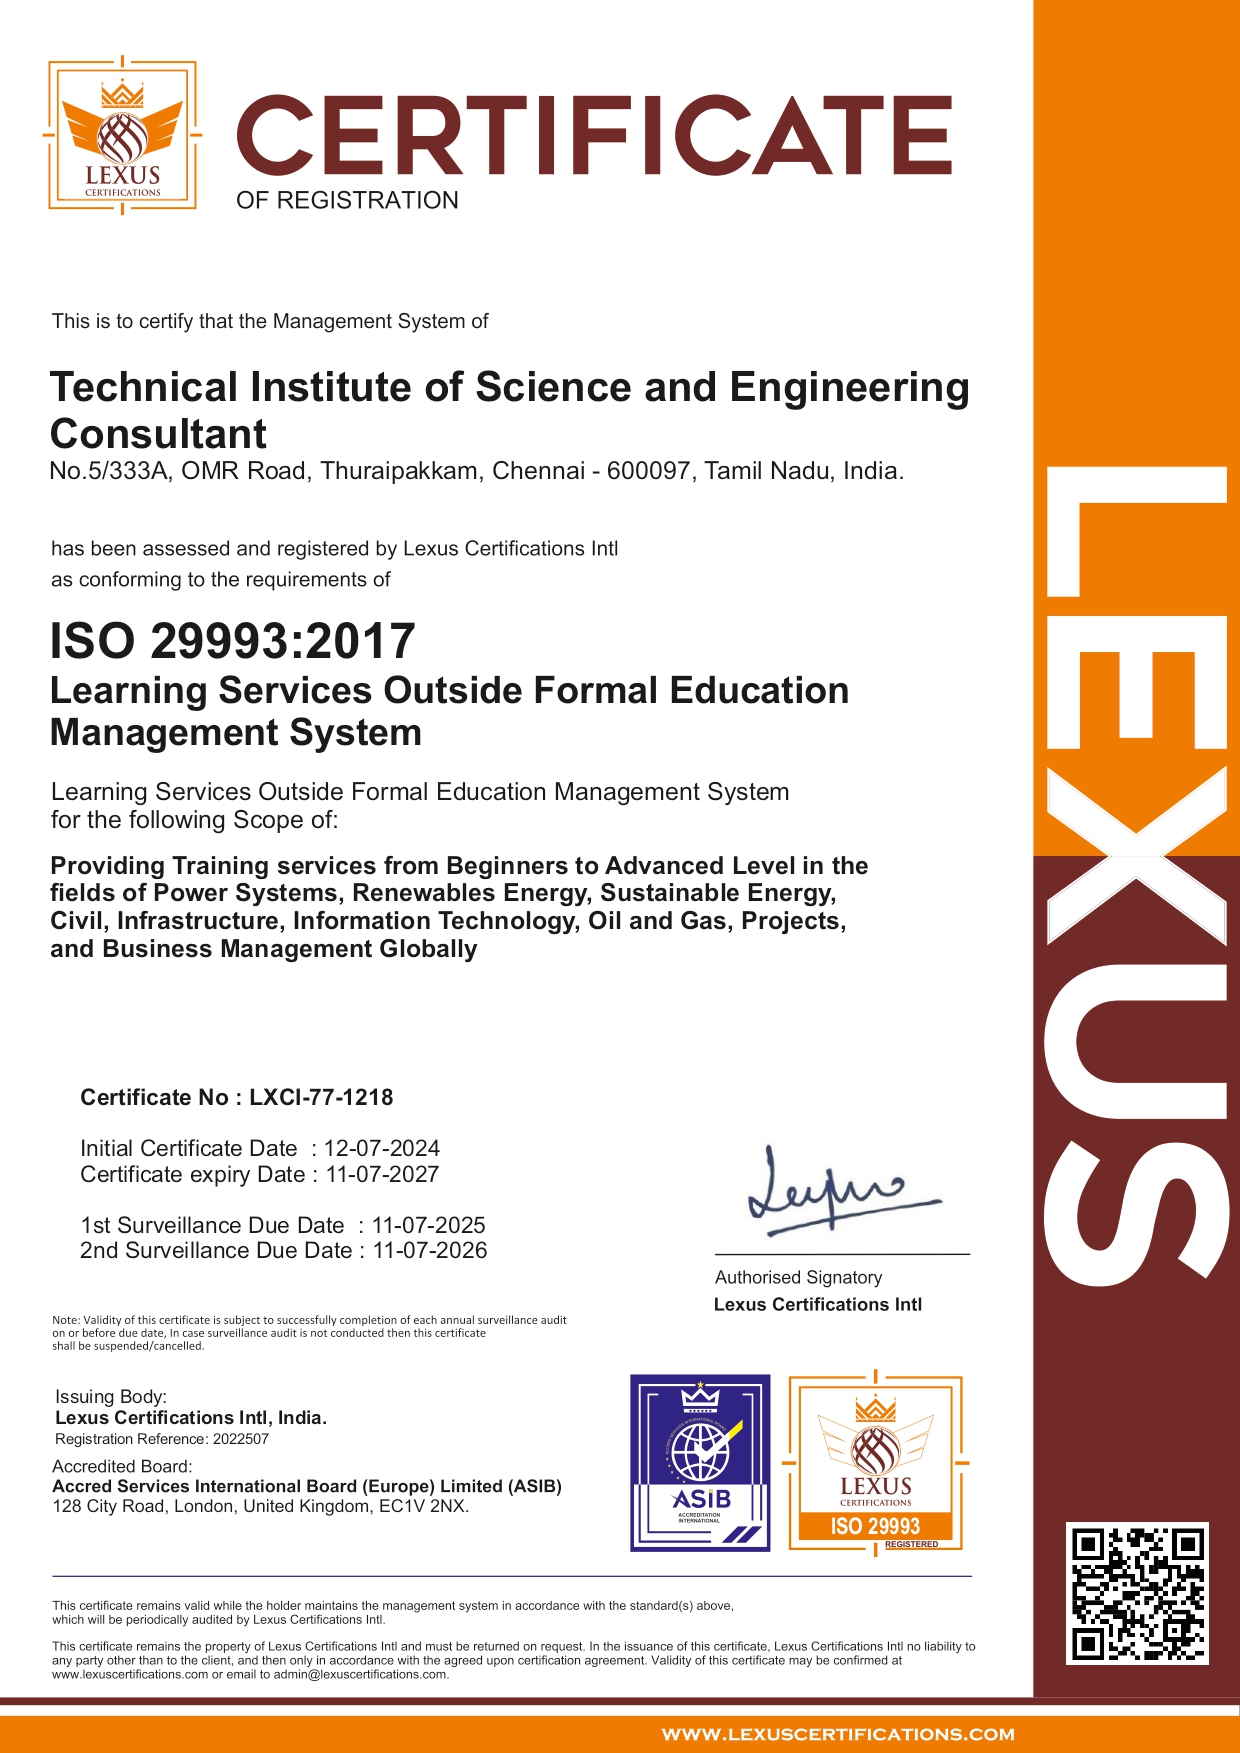 LEXUS
CERTIFICATIONS
CERTIFICATE
OF REGISTRATION
This is to certify that the Management System of
Technical Institute of Science and Engineering
Consultant
No.5/333A, OMR Road, Thuraipakkam, Chennai - 600097, Tamil Nadu, India.
has been assessed and registered by Lexus Certifications Intl
as conforming to the requirements of
ISO 29993:2017
Learning Services Outside Formal Education
Management System
Learning Services Outside Formal Education Management System
for the following Scope of:
Providing Training services from Beginners to Advanced Level in the
fields of Power Systems, Renewables Energy, Sustainable Energy,
Civil, Infrastructure, Information Technology, Oil and Gas, Projects,
and Business Management Globally
Certificate No : LXCI-77-1218
Initial Certificate Date : 12-07-2024
Certificate expiry Date : 11-07-2027
1st Surveillance Due Date : 11-07-2025
2nd Surveillance Due Date : 11-07-2026
Authorised Signatory
Lexus Certifications Intl
Note: Validity of this certificate is subject to successfully completion of each annual surveillance audit
on or before due date, In case surveillance audit is not conducted then this certificate
shall be suspended/cancelled.
Issuing Body:
Lexus Certifications Intl, India.
Registration Reference: 2022507
Accredited Board:
Accred Services International Board (Europe) Limited (ASIB)
128 City Road, London, United Kingdom, EC1V 2NX.
ASiB
ACCREDITATION
INTERNATIONAL
LEXUS
CERTIFICATIONS
ISO 29993
REGISTERED
This certificate remains valid while the holder maintains the management system in accordance with the standard(s) above,
which will be periodically audited by Lexus Certifications Intl.
This certificate remains the property of Lexus Certifications Intl and must be returned on request. In the issuance of this certificate, Lexus Certifications Intl no liability to
any party other than to the client, and then only in accordance with the agreed upon certification agreement. Validity of this certificate may be confirmed at
www.lexuscertifications.com or email to admin@lexuscertifications.com.
WWW.LEXUSCERTIFICATIONS.COM
LEXUS